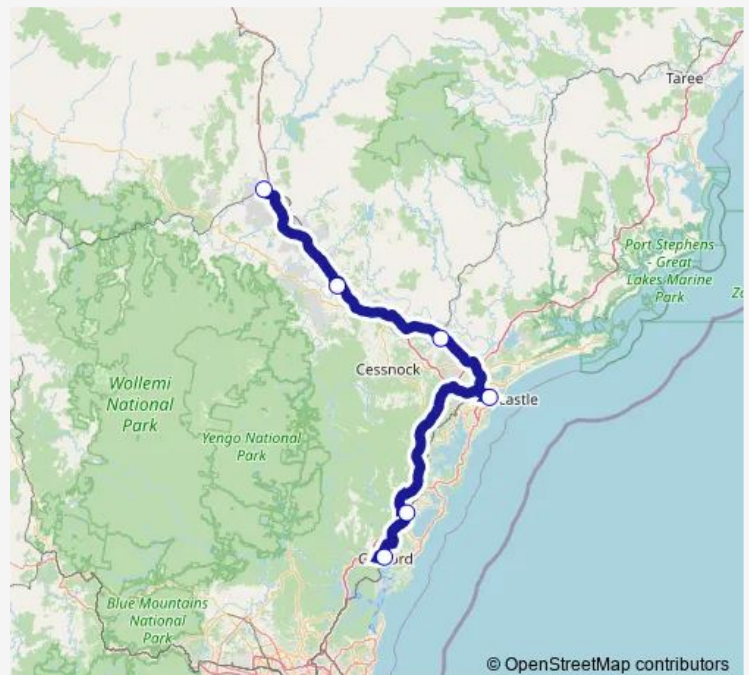 Taree
Port Stephens
- Great
Lakes Marine
Park
Cessnock
castle
Wollemi
National
Park
Yengo National
Park
Blue Mountains
National
Park
© OpenStreetMap contributors